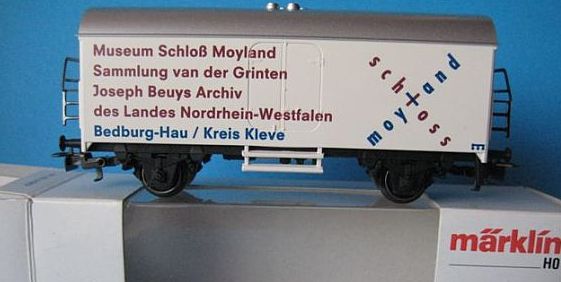 Museum Schloß Moyland
Sammlung van der Grinten
Joseph Beuys Archiv
des Landes Nordrhein-Westfalen
Bedburg-Hau / Kreis Kleve
schloss
moyland
E
märklin
HO